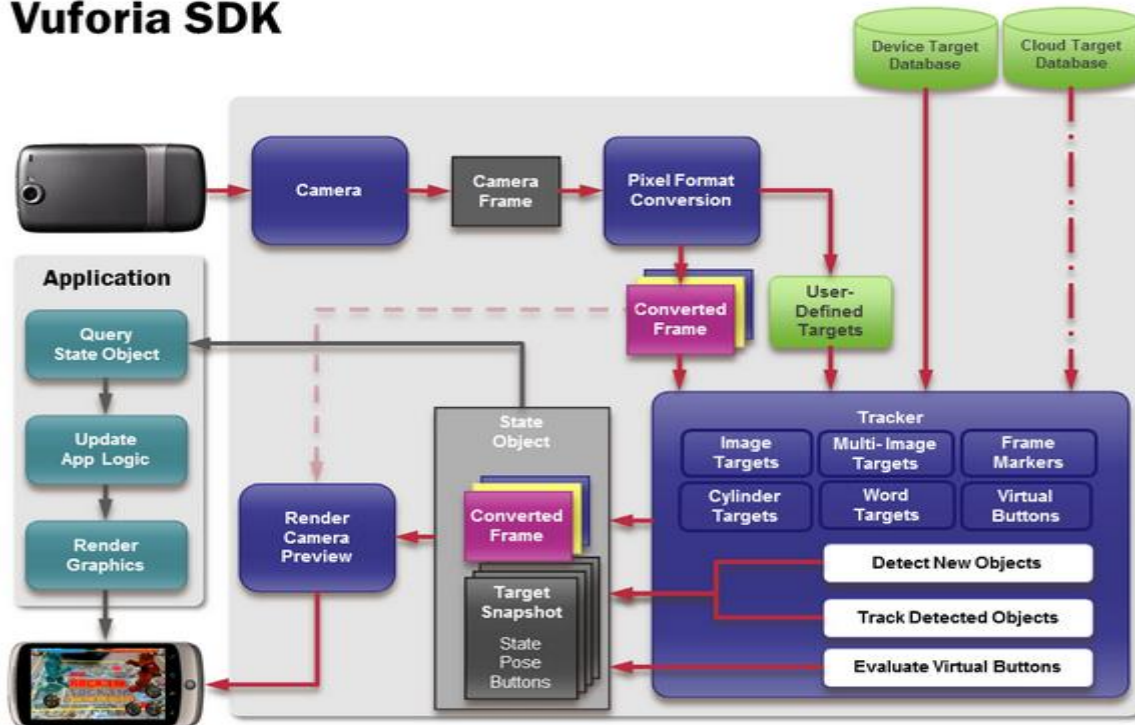 Vuforia SDK
Device Target
Database
Cloud Target
Database
Camera
Camera
Frame
Pixel Format
Conversion
Application
Query
State Object
Update
App Logic
Render
Graphics
Converted
Frame
User-
Defined
Targets
State
Object
Converted
Frame
Target
Snapshot
State
Pose
Buttons
Render
Camera
Preview
Tracker
Image
Targets
Multi-Image
Targets
Frame
Markers
Cylinder
Targets
Word
Targets
Virtual
Buttons
Detect New Objects
Track Detected Objects
Evaluate Virtual Buttons